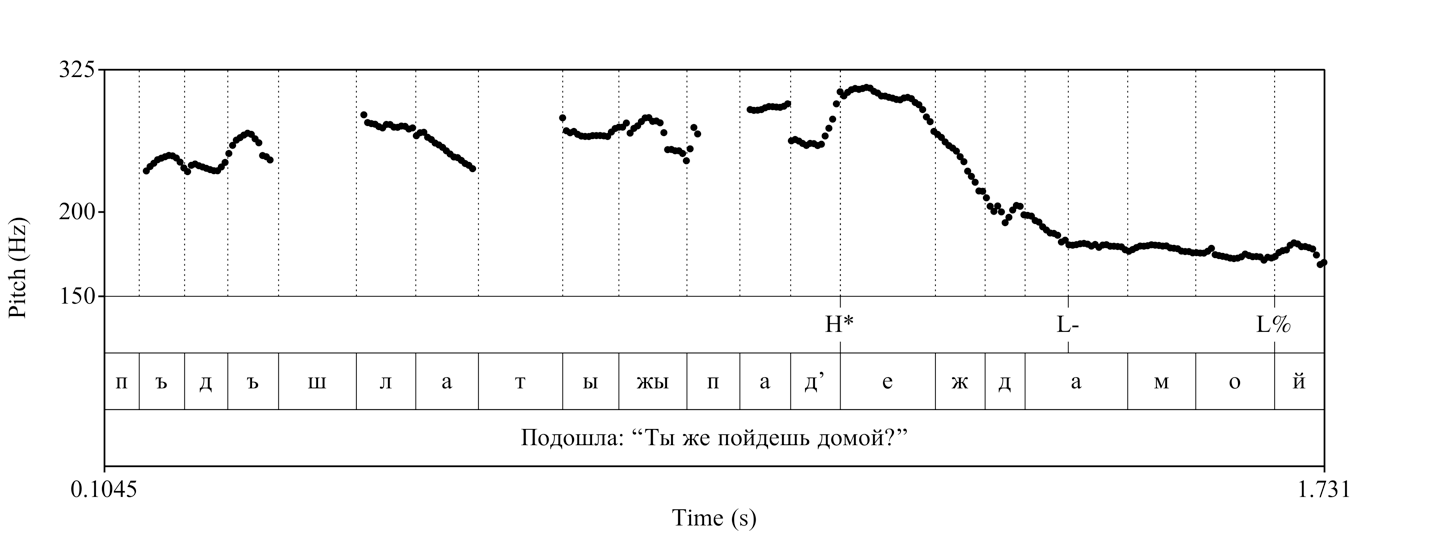 325
200
150
Pitch (Hz)
H* L- L%
п ъ д ъ ш л а т ы жы п а д’ е ж д а м о й
Подошла: “Ты же пойдешь домой?”
0.1045 1.731
Time (s)